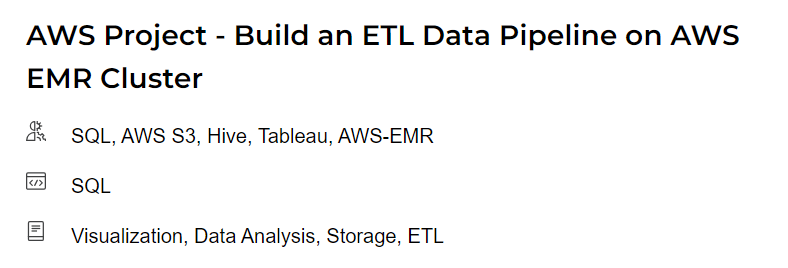 AWS Project - Build an ETL Data Pipeline on AWS
EMR Cluster
SQL, AWS S3, Hive, Tableau, AWS-EMR
SQL
Visualization, Data Analysis, Storage, ETL